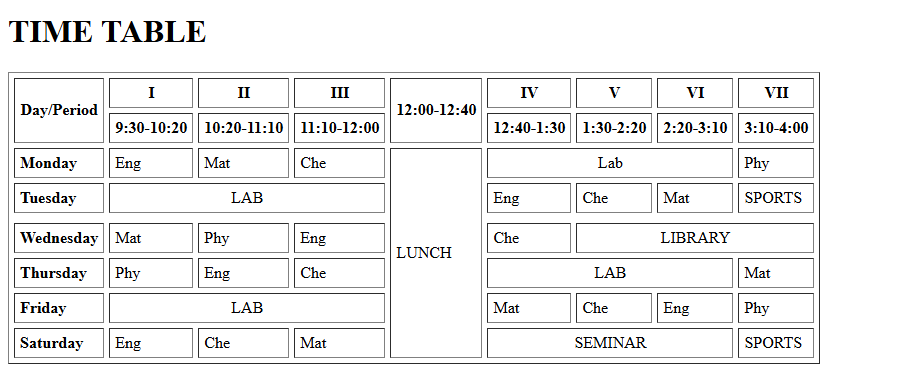 TIME TABLE
Day/Period I II III 12:00-12:40 IV V VI VII
9:30-10:20 10:20-11:10 11:10-12:00 12:40-1:30 1:30-2:20 2:20-3:10 3:10-4:00
Monday Eng Mat Che Lab Phy
Tuesday LAB Eng Che Mat SPORTS
Wednesday Mat Phy Eng LUNCH Che LIBRARY
Thursday Phy Eng Che LAB Mat
Friday LAB Mat Che Eng Phy
Saturday Eng Che Mat SEMINAR SPORTS